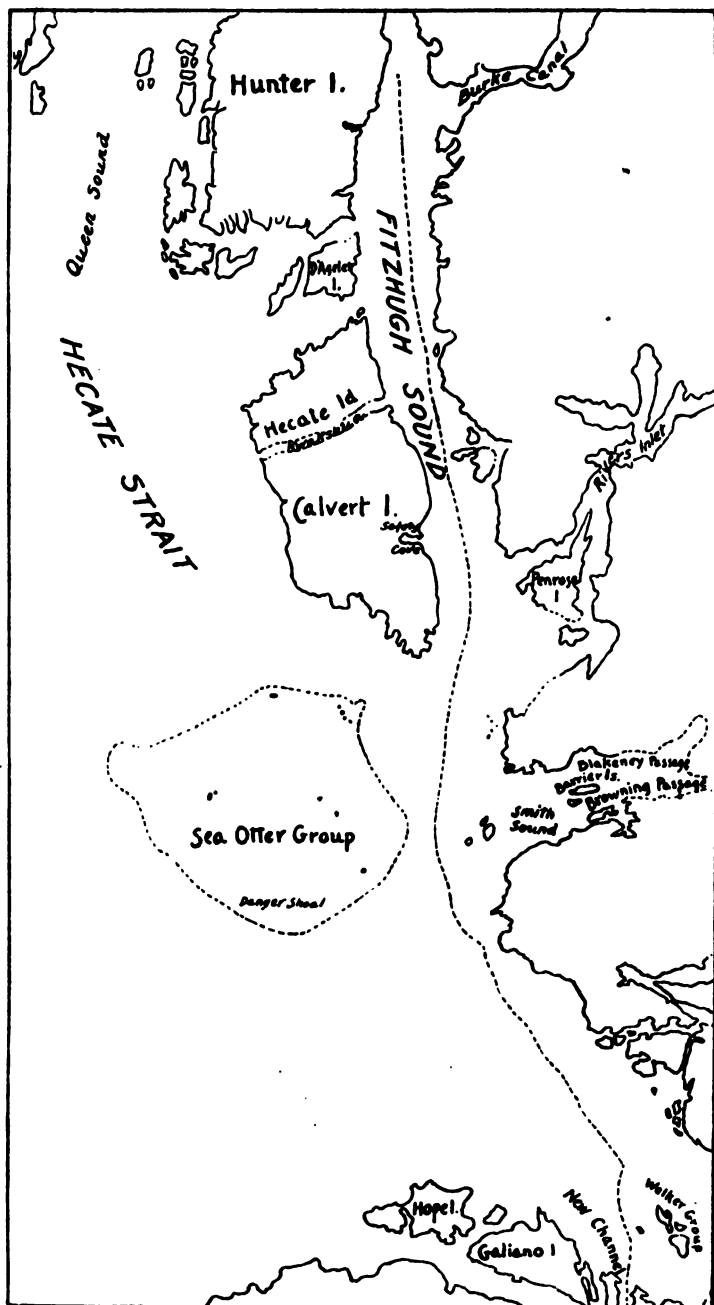 Hunter I.
Burke Canal
Queen Sound
FITZHUGH SOUND
HECATE STRAIT
Hecate Id
Rivers Inlet
Calvert I.
Safety
Cove
Penrose
I
Blakeney Passage
Barrier Is.
Browning Passage
Smith
Sound
Sea Otter Group
Danger Shoal
Walker Group
Hope I.
New Channel
Galiano I